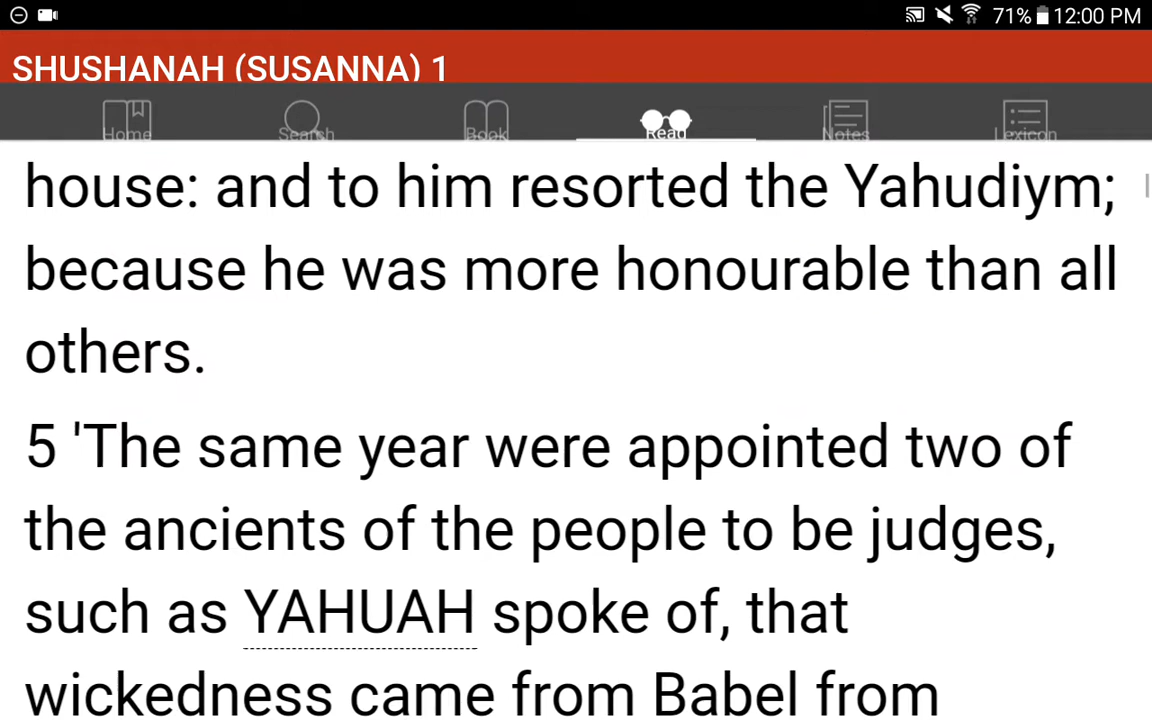 71% 12:00 PM
SHUSHANAH (SUSANNA) 1
Home Search Book Read Notes Lexicon
house: and to him resorted the Yahudiym;
because he was more honourable than all
others.
5 'The same year were appointed two of
the ancients of the people to be judges,
such as YAHUAH spoke of, that
wickedness came from Babel from